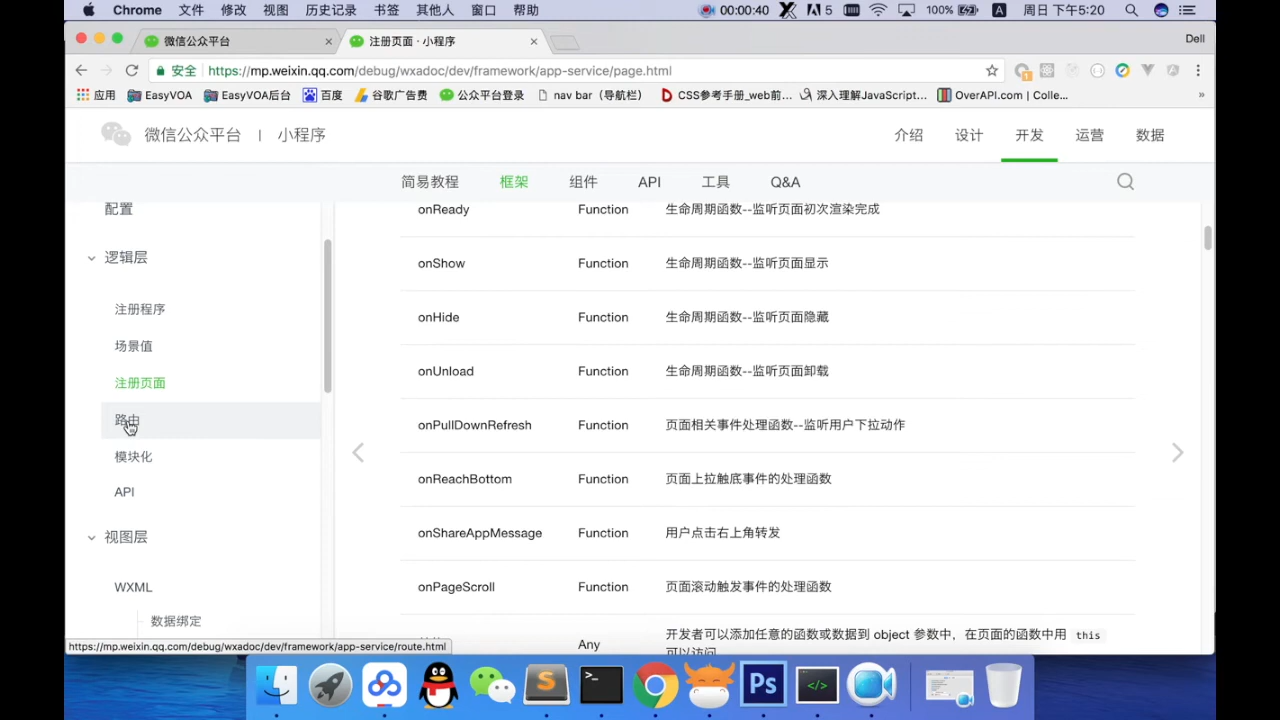 Chrome 文件 修改 视图 历史记录 书签 其他人 窗口 帮助 00:00:40 5 100% A 周日 下午5:20
微信公众平台 × 注册页面 · 小程序 × Dell
安全 https://mp.weixin.qq.com/debug/wxadoc/dev/framework/app-service/page.html
应用 EasyVOA EasyVOA后台 百度 谷歌广告费 公众平台登录 nav bar（导航栏） CSS参考手册_web前... 深入理解JavaScript... OverAPI.com | Colle... »
微信公众平台 | 小程序 介绍 设计 开发 运营 数据
简易教程 框架 组件 API 工具 Q&A
配置
逻辑层
注册程序
场景值
注册页面
路由
模块化
API
视图层
WXML
数据绑定
onReady Function 生命周期函数--监听页面初次渲染完成
onShow Function 生命周期函数--监听页面显示
onHide Function 生命周期函数--监听页面隐藏
onUnload Function 生命周期函数--监听页面卸载
onPullDownRefresh Function 页面相关事件处理函数--监听用户下拉动作
onReachBottom Function 页面上拉触底事件的处理函数
onShareAppMessage Function 用户点击右上角转发
onPageScroll Function 页面滚动触发事件的处理函数
Any 开发者可以添加任意的函数或数据到 object 参数中，在页面的函数中用 this
可以访问
https://mp.weixin.qq.com/debug/wxadoc/dev/framework/app-service/route.html
S >_ Ps </>